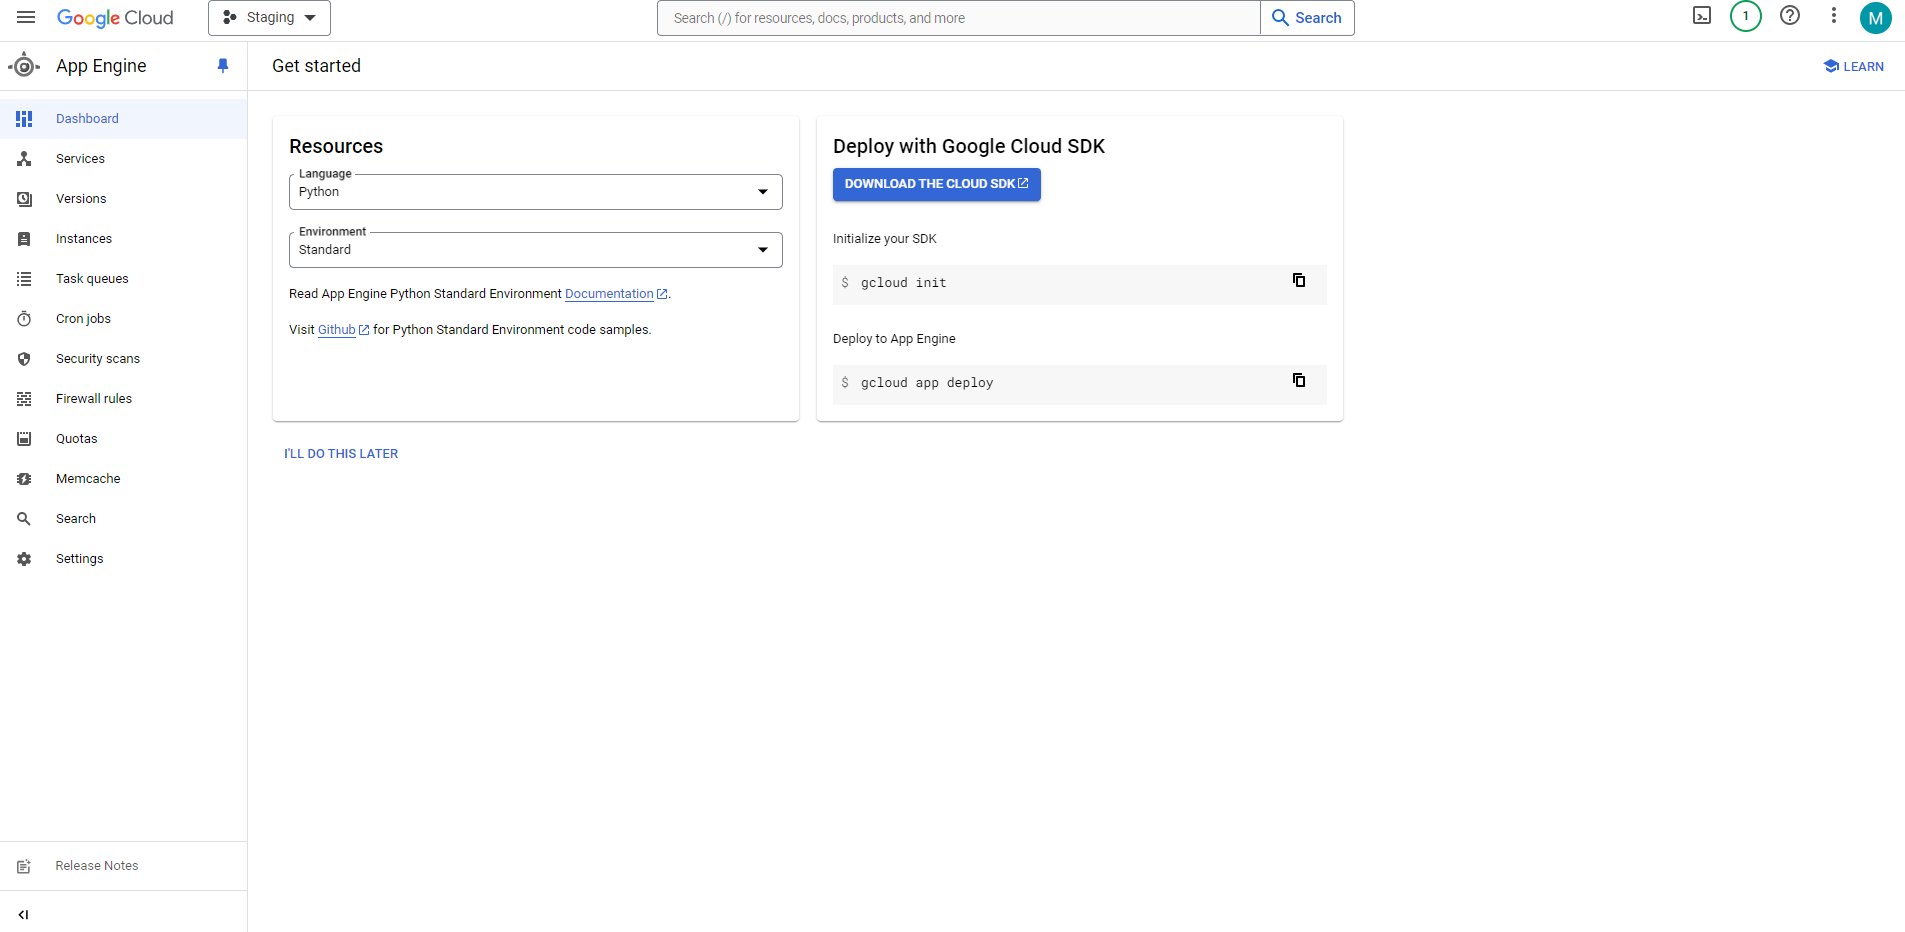 Google Cloud
Staging
Search (/) for resources, docs, products, and more
Search
1
M
App Engine
Get started
LEARN
Dashboard
Services
Versions
Instances
Task queues
Cron jobs
Security scans
Firewall rules
Quotas
Memcache
Search
Settings
Release Notes
Resources
Language
Python
Environment
Standard
Read App Engine Python Standard Environment Documentation.
Visit Github for Python Standard Environment code samples.
Deploy with Google Cloud SDK
DOWNLOAD THE CLOUD SDK
Initialize your SDK
$ gcloud init
Deploy to App Engine
$ gcloud app deploy
I'LL DO THIS LATER